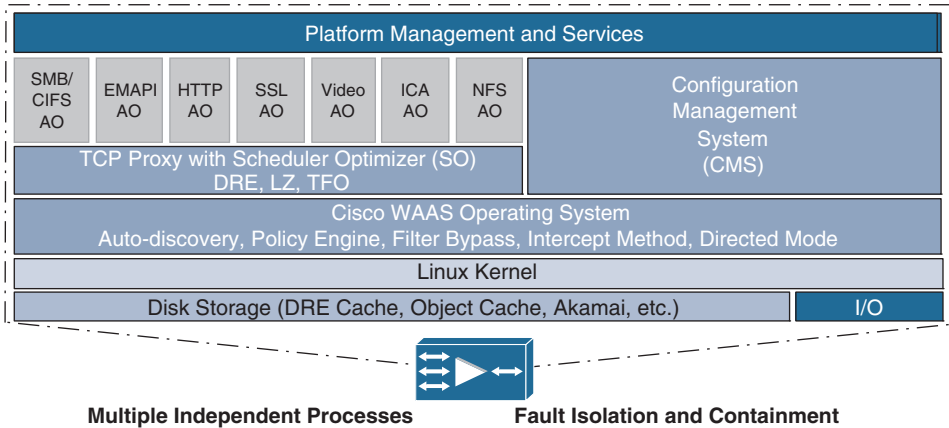 Platform Management and Services
SMB/
CIFS
AO
EMAPI
AO
HTTP
AO
SSL
AO
Video
AO
ICA
AO
NFS
AO
Configuration
Management
System
(CMS)
TCP Proxy with Scheduler Optimizer (SO)
DRE, LZ, TFO
Cisco WAAS Operating System
Auto-discovery, Policy Engine, Filter Bypass, Intercept Method, Directed Mode
Linux Kernel
Disk Storage (DRE Cache, Object Cache, Akamai, etc.)
I/O
Multiple Independent Processes
Fault Isolation and Containment